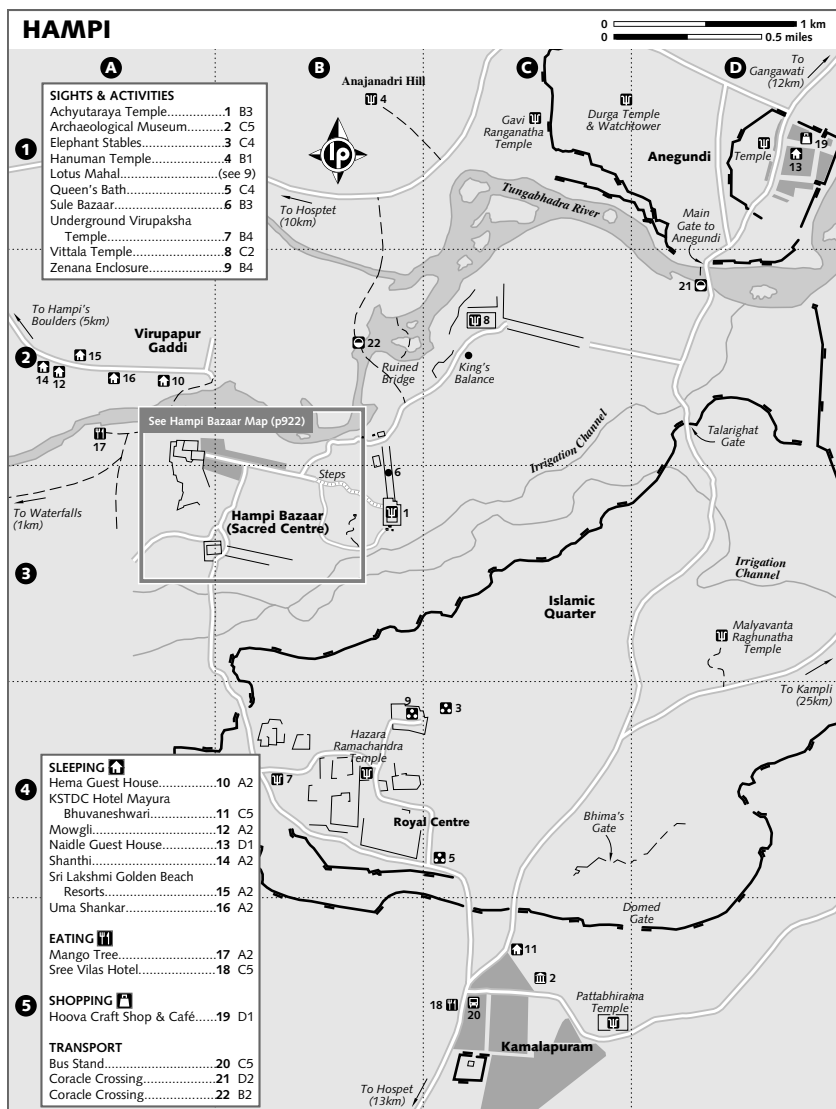 HAMPI
0 1 km
0 0.5 miles
A
B
C
D
1
2
3
4
5
SIGHTS & ACTIVITIES
Achyutaraya Temple...............1 B3
Archaeological Museum.........2 C5
Elephant Stables.....................3 C4
Hanuman Temple...................4 B1
Lotus Mahal......................(see 9)
Queen's Bath..........................5 C4
Sule Bazaar.............................6 B3
Underground Virupaksha
Temple................................7 B4
Vittala Temple........................8 C2
Zenana Enclosure...................9 B4
Anajanadri Hill
4
lp
To Hosptet
(10km)
Gavi
Ranganatha
Temple
Durga Temple
& Watchtower
To
Gangawati
(12km)
Anegundi
Temple
19
13
Tungabhadra River
Main
Gate to
Anegundi
21
To Hampi's
Boulders (5km)
Virupapur
Gaddi
15
14
12
16
10
22
Ruined
Bridge
8
King's
Balance
17
See Hampi Bazaar Map (p922)
Talarighat
Gate
Irrigation Channel
To Waterfalls
(1km)
Steps
6
1
Hampi Bazaar
(Sacred Centre)
Irrigation
Channel
Islamic
Quarter
Malyavanta
Raghunatha
Temple
To Kampli
(25km)
9
3
Hazara
Ramachandra
Temple
7
Royal Centre
5
Bhima's
Gate
Domed
Gate
SLEEPING
Hema Guest House................10 A2
KSTDC Hotel Mayura
Bhuvaneshwari.................11 C5
Mowgli..................................12 A2
Naidle Guest House...............13 D1
Shanthi..................................14 A2
Sri Lakshmi Golden Beach
Resorts..............................15 A2
Uma Shankar.........................16 A2
EATING
Mango Tree...........................17 A2
Sree Vilas Hotel.....................18 C5
SHOPPING
Hoova Craft Shop & Café......19 D1
TRANSPORT
Bus Stand..............................20 C5
Coracle Crossing....................21 D2
Coracle Crossing....................22 B2
11
2
18
20
Pattabhirama
Temple
Kamalapuram
To Hospet
(13km)